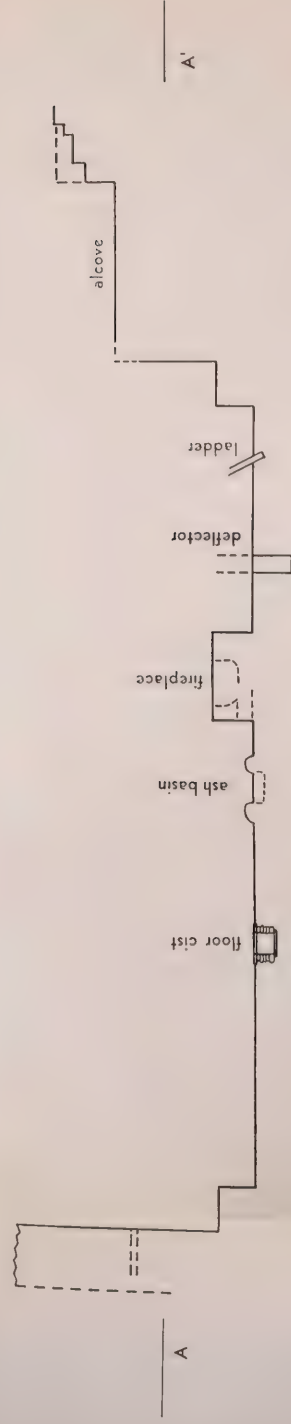 A
floor cist
ash basin
fireplace
deflector
ladder
alcove
A'